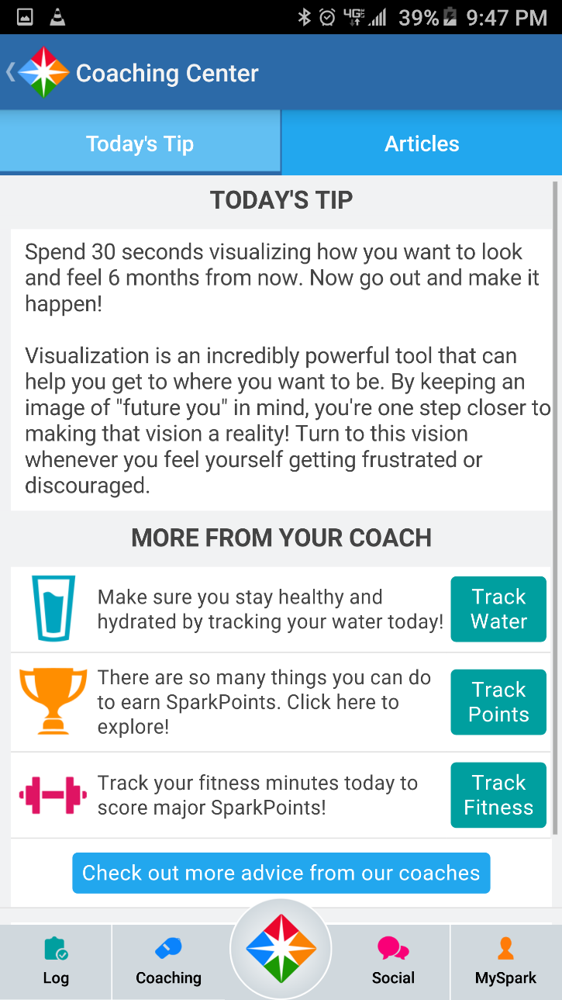 4G 39% 9:47 PM
Coaching Center
Today's Tip Articles
TODAY'S TIP
Spend 30 seconds visualizing how you want to look
and feel 6 months from now. Now go out and make it
happen!
Visualization is an incredibly powerful tool that can
help you get to where you want to be. By keeping an
image of "future you" in mind, you're one step closer to
making that vision a reality! Turn to this vision
whenever you feel yourself getting frustrated or
discouraged.
MORE FROM YOUR COACH
Make sure you stay healthy and
hydrated by tracking your water today!
Track
Water
There are so many things you can do
to earn SparkPoints. Click here to
explore!
Track
Points
Track your fitness minutes today to
score major SparkPoints!
Track
Fitness
Check out more advice from our coaches
Log Coaching Social MySpark